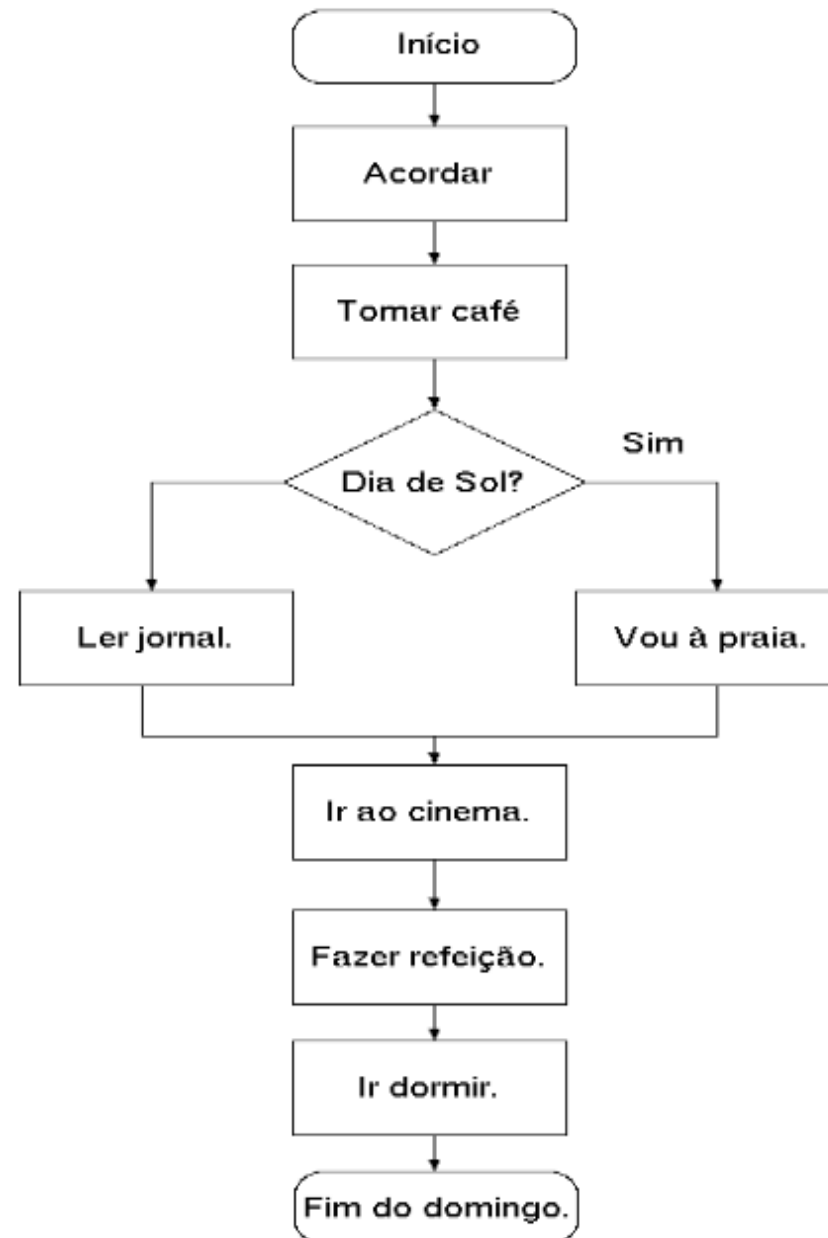 Início
Acordar
Tomar café
Sim
Dia de Sol?
Ler jornal.
Vou à praia.
Ir ao cinema.
Fazer refeição.
Ir dormir.
Fim do domingo.